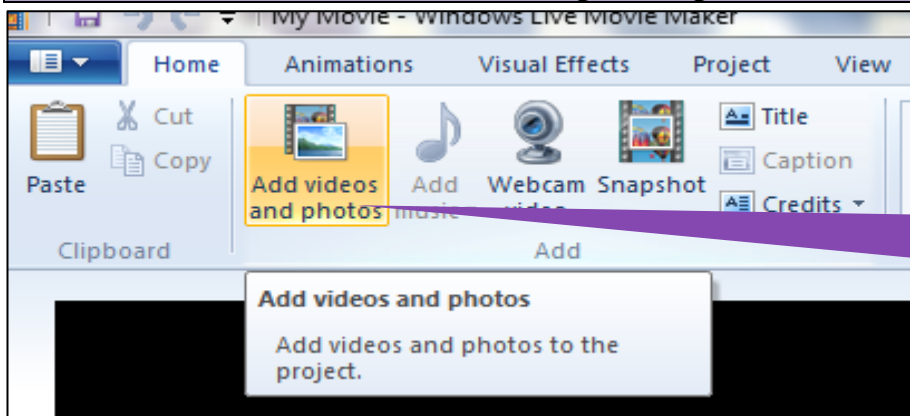 My Movie - Windows Live Movie Maker
Home Animations Visual Effects Project View
Cut
Copy
Paste
Clipboard
Add videos
and photos
Add
music
Webcam
video
Snapshot
Title
Caption
Credits
Add
Add videos and photos
Add videos and photos to the
project.